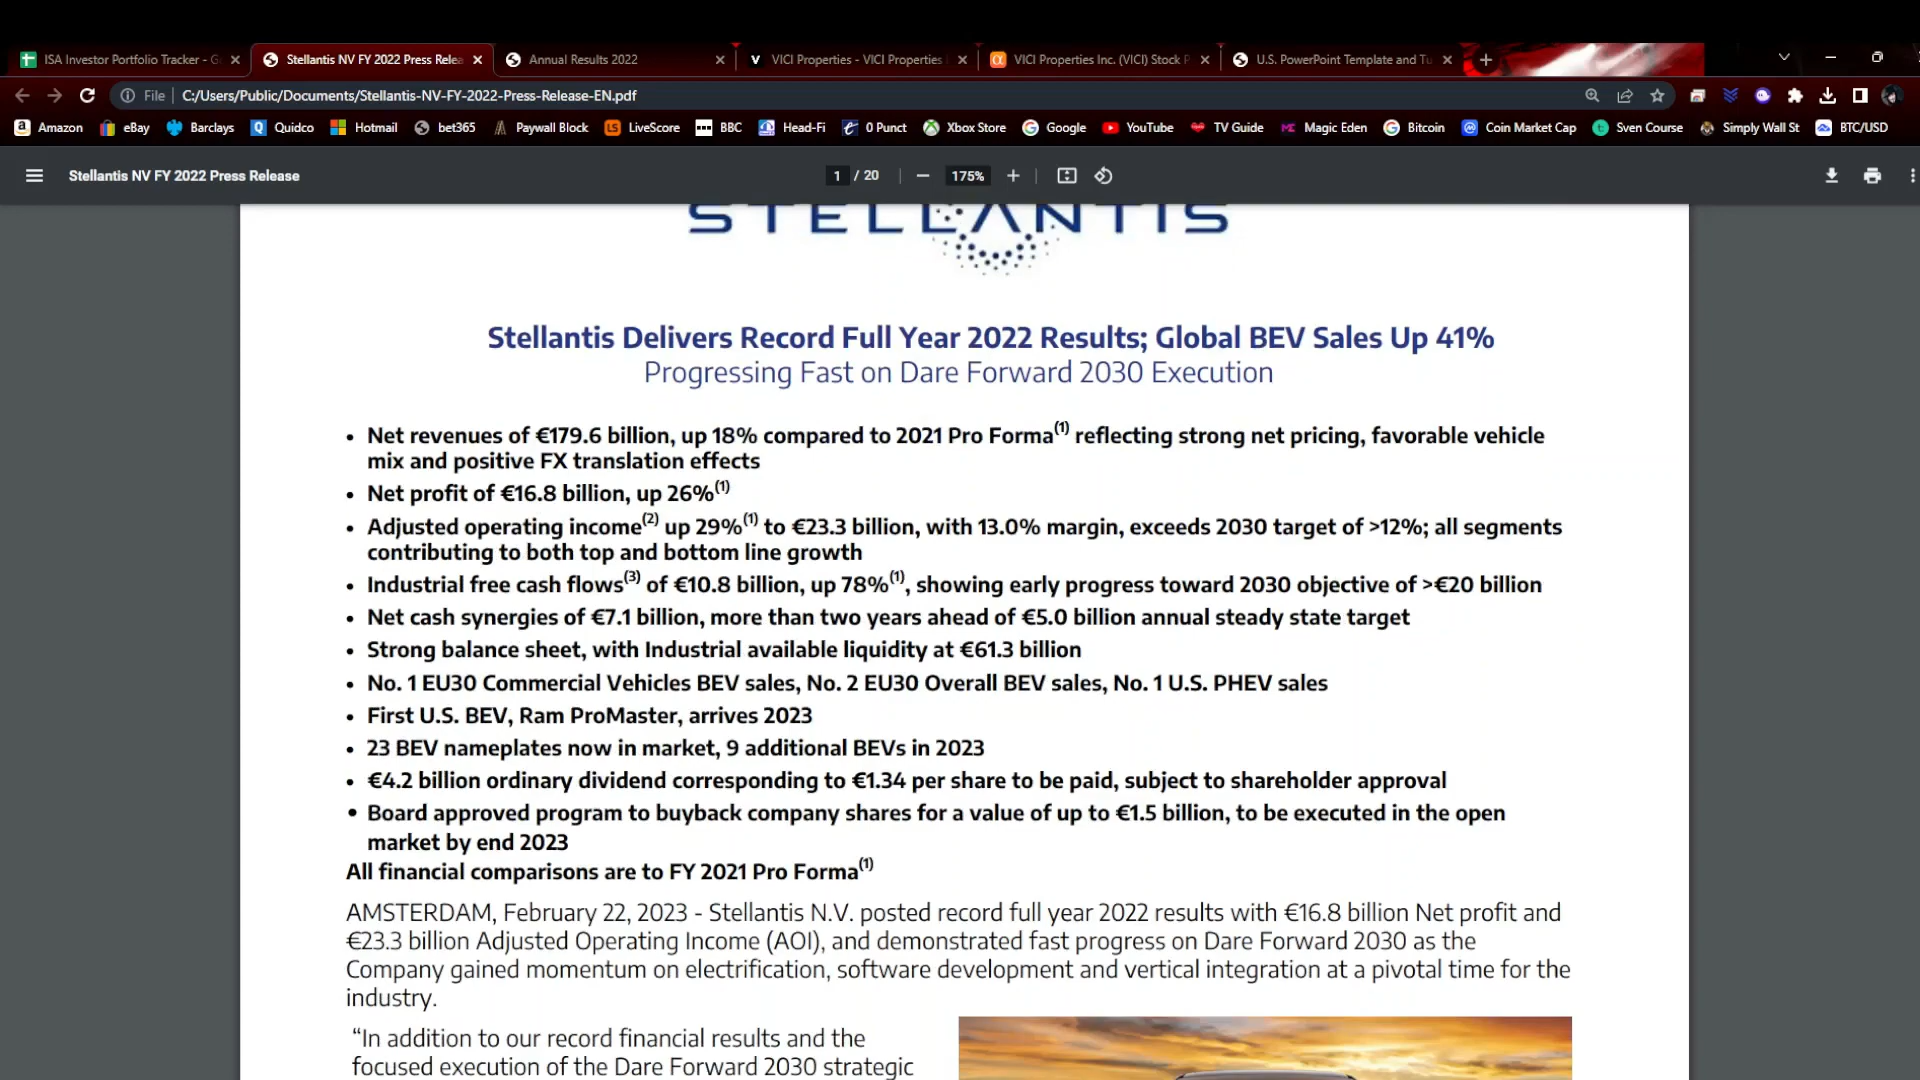 ISA Investor Portfolio Tracker - G
Stellantis NV FY 2022 Press Relea
Annual Results 2022
VICI Properties - VICI Properties
VICI Properties Inc. (VICI) Stock P
U.S. PowerPoint Template and Tu
File C:/Users/Public/Documents/Stellantis-NV-FY-2022-Press-Release-EN.pdf
Amazon eBay Barclays Quidco Hotmail bet365 Paywall Block LiveScore BBC Head-Fi 0 Punct Xbox Store Google YouTube TV Guide Magic Eden Bitcoin Coin Market Cap Sven Course Simply Wall St BTC/USD
Stellantis NV FY 2022 Press Release 1 / 20 175%
STELLANTIS
Stellantis Delivers Record Full Year 2022 Results; Global BEV Sales Up 41%
Progressing Fast on Dare Forward 2030 Execution
• Net revenues of €179.6 billion, up 18% compared to 2021 Pro Forma(1) reflecting strong net pricing, favorable vehicle
mix and positive FX translation effects
• Net profit of €16.8 billion, up 26%(1)
• Adjusted operating income(2) up 29%(1) to €23.3 billion, with 13.0% margin, exceeds 2030 target of >12%; all segments
contributing to both top and bottom line growth
• Industrial free cash flows(3) of €10.8 billion, up 78%(1), showing early progress toward 2030 objective of >€20 billion
• Net cash synergies of €7.1 billion, more than two years ahead of €5.0 billion annual steady state target
• Strong balance sheet, with Industrial available liquidity at €61.3 billion
• No. 1 EU30 Commercial Vehicles BEV sales, No. 2 EU30 Overall BEV sales, No. 1 U.S. PHEV sales
• First U.S. BEV, Ram ProMaster, arrives 2023
• 23 BEV nameplates now in market, 9 additional BEVs in 2023
• €4.2 billion ordinary dividend corresponding to €1.34 per share to be paid, subject to shareholder approval
• Board approved program to buyback company shares for a value of up to €1.5 billion, to be executed in the open
market by end 2023
All financial comparisons are to FY 2021 Pro Forma(1)
AMSTERDAM, February 22, 2023 - Stellantis N.V. posted record full year 2022 results with €16.8 billion Net profit and
€23.3 billion Adjusted Operating Income (AOI), and demonstrated fast progress on Dare Forward 2030 as the
Company gained momentum on electrification, software development and vertical integration at a pivotal time for the
industry.
“In addition to our record financial results and the
focused execution of the Dare Forward 2030 strategic